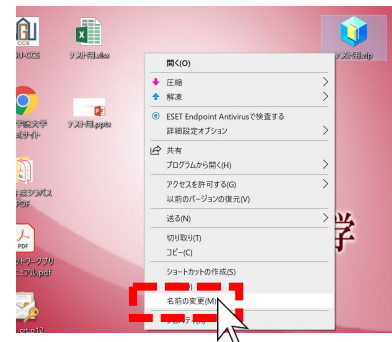 テスト用.xlsx
テスト用.zip
テスト用.pptx
PDF
開く(O)
圧縮
解凍
ESET Endpoint Antivirusで検査する
詳細設定オプション
共有
プログラムから開く(H)
アクセスを許可する(G)
以前のバージョンの復元(V)
送る(N)
切り取り(T)
コピー(C)
ショートカットの作成(S)
名前の変更(M)
学